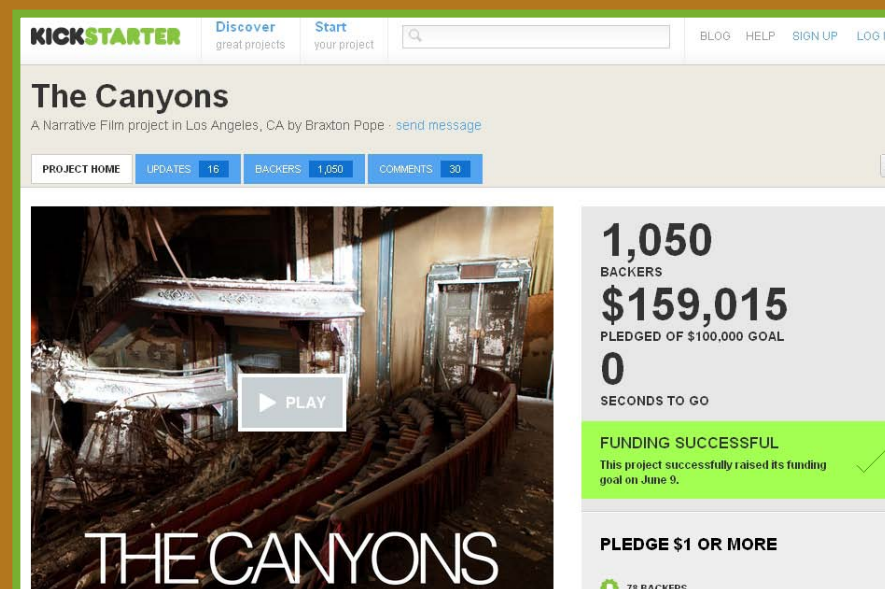 KICKSTARTER
Discover
great projects
Start
your project
BLOG HELP SIGN UP LOG
The Canyons
A Narrative Film project in Los Angeles, CA by Braxton Pope · send message
PROJECT HOME UPDATES 16 BACKERS 1,050 COMMENTS 30
1,050
BACKERS
$159,015
PLEDGED OF $100,000 GOAL
0
SECONDS TO GO
PLAY
FUNDING SUCCESSFUL
This project successfully raised its funding
goal on June 9.
THE CANYONS
PLEDGE $1 OR MORE
78 BACKERS